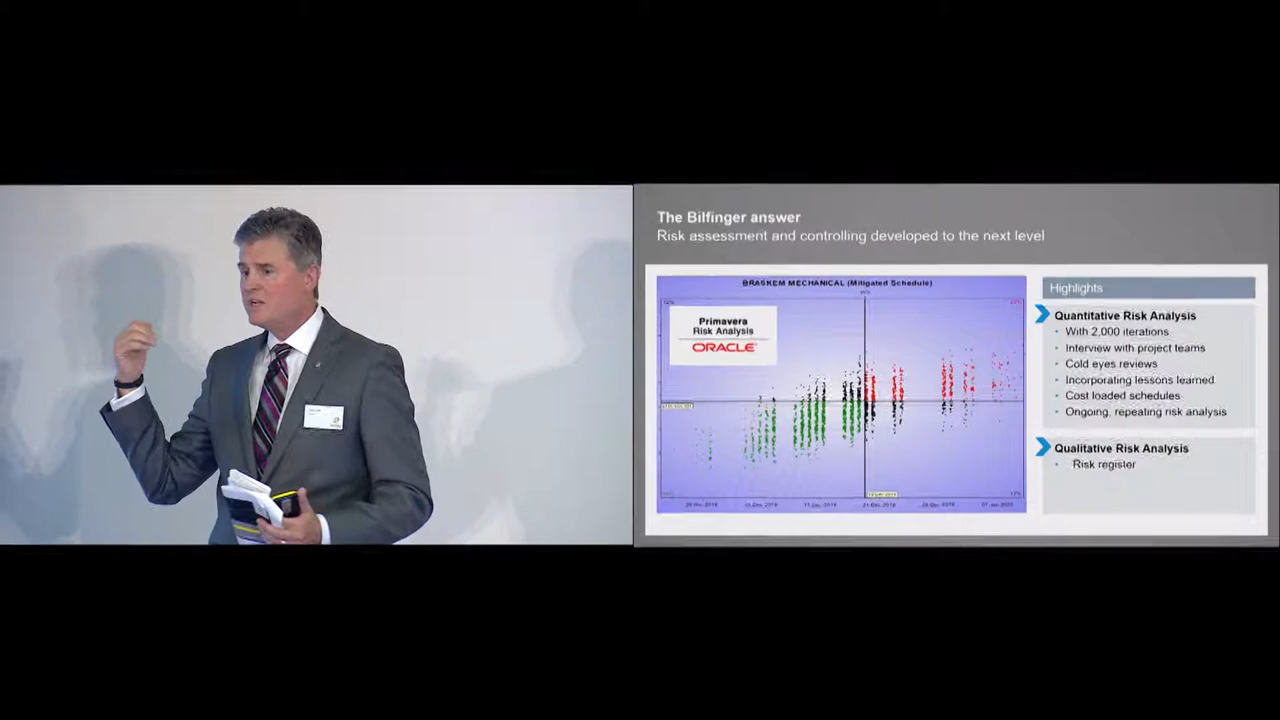 The Bilfinger answer
Risk assessment and controlling developed to the next level
BRASKEM MECHANICAL (Mitigated Schedule)
Primavera
Risk Analysis
ORACLE
Highlights
Quantitative Risk Analysis
• With 2,000 iterations
• Interview with project teams
• Cold eyes reviews
• Incorporating lessons learned
• Cost loaded schedules
• Ongoing, repeating risk analysis
Qualitative Risk Analysis
• Risk register